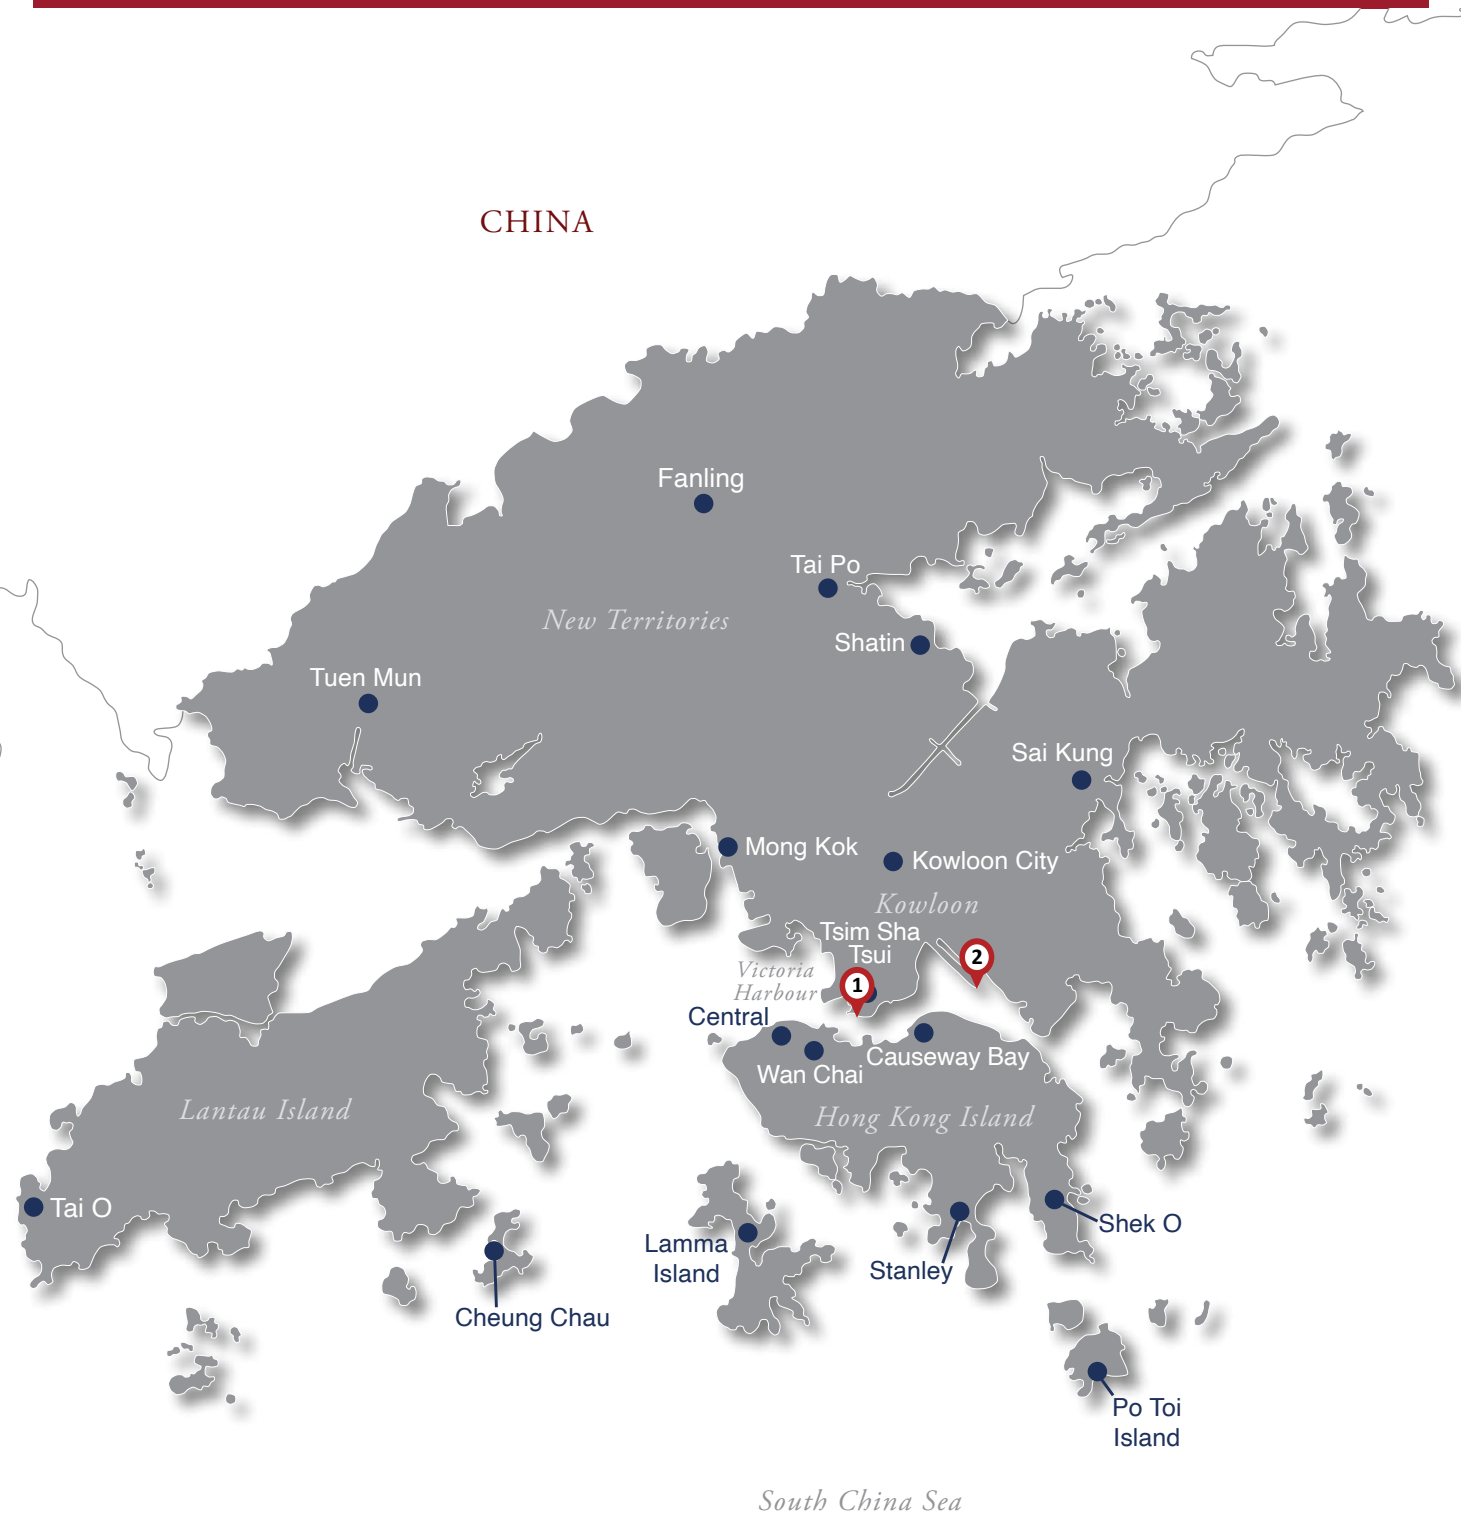 CHINA
Fanling
Tai Po
New Territories
Shatin
Tuen Mun
Sai Kung
Mong Kok
Kowloon City
Kowloon
Tsim Sha
Tsui
2
Victoria
Harbour
1
Central
Causeway Bay
Wan Chai
Lantau Island
Hong Kong Island
Tai O
Shek O
Lamma
Island
Stanley
Cheung Chau
Po Toi
Island
South China Sea